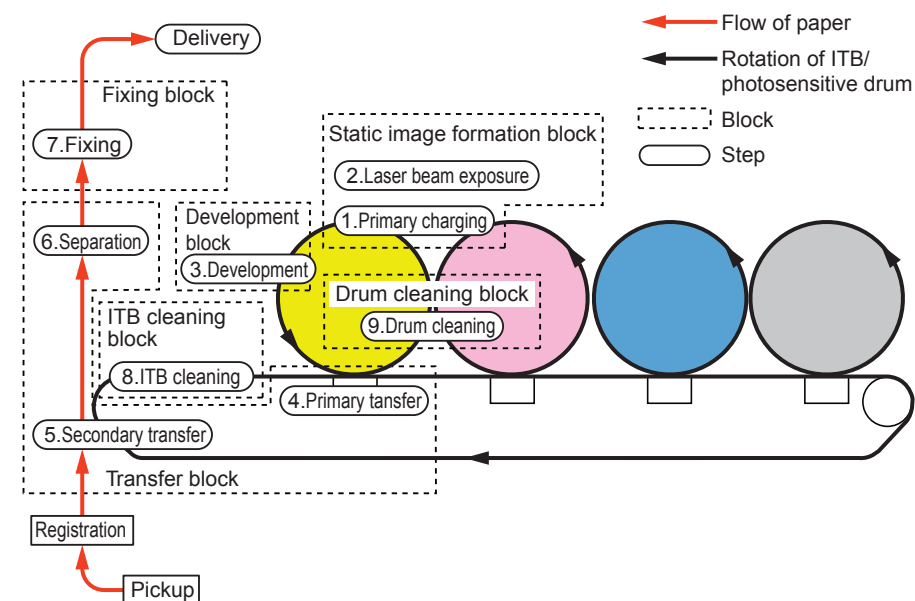 Delivery
Flow of paper
Rotation of ITB/
photosensitive drum
Block
Step
Fixing block
7.Fixing
Static image formation block
2.Laser beam exposure
1.Primary charging
Development
block
3.Development
6.Separation
Drum cleaning block
9.Drum cleaning
ITB cleaning
block
8.ITB cleaning
4.Primary tansfer
5.Secondary transfer
Transfer block
Registration
Pickup